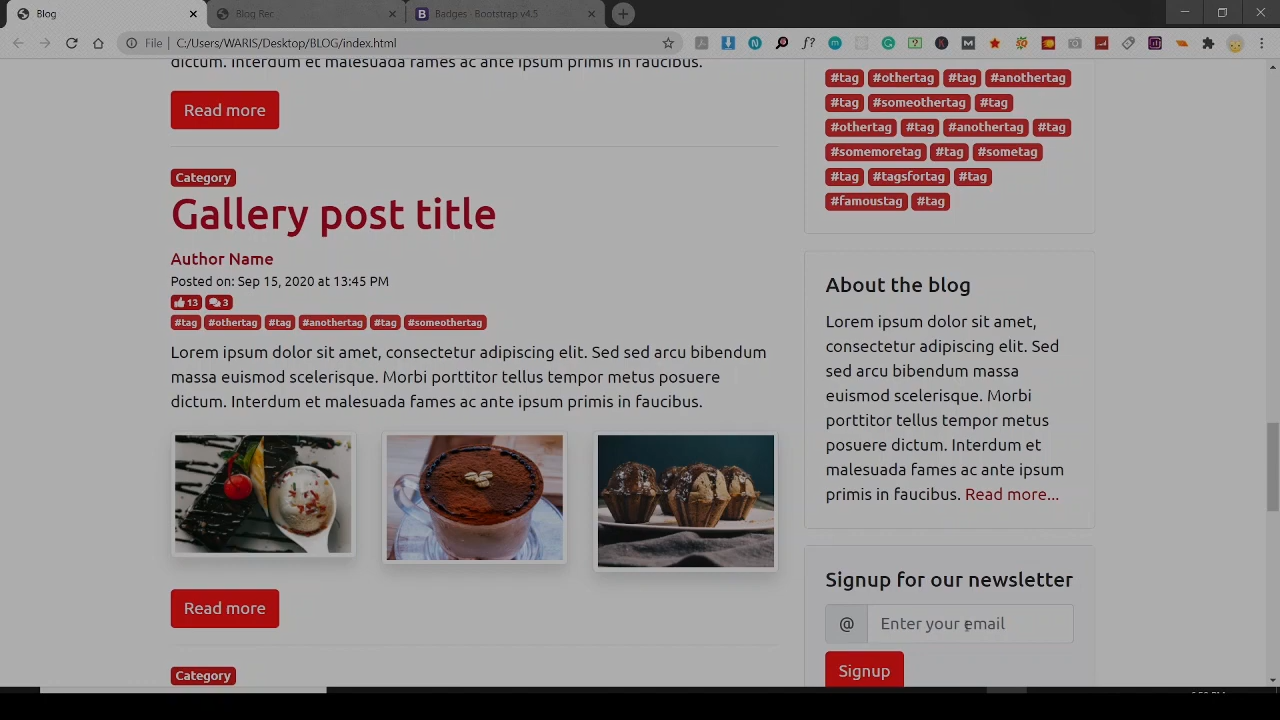 Blog
Blog Rec
Badges · Bootstrap v4.5
File
C:/Users/WARIS/Desktop/BLOG/index.html
dictum. Interdum et malesuada fames ac ante ipsum primis in faucibus.
Read more
Category
Gallery post title
Author Name
Posted on: Sep 15, 2020 at 13:45 PM
13 3
#tag #othertag #tag #anothertag #tag #someothertag
Lorem ipsum dolor sit amet, consectetur adipiscing elit. Sed sed arcu bibendum
massa euismod scelerisque. Morbi porttitor tellus tempor metus posuere
dictum. Interdum et malesuada fames ac ante ipsum primis in faucibus.
Read more
Category
#tag #othertag #tag #anothertag
#tag #someothertag #tag
#othertag #tag #anothertag #tag
#somemoretag #tag #sometag
#tag #tagsfortag #tag
#famoustag #tag
About the blog
Lorem ipsum dolor sit amet,
consectetur adipiscing elit. Sed
sed arcu bibendum massa
euismod scelerisque. Morbi
porttitor tellus tempor metus
posuere dictum. Interdum et
malesuada fames ac ante ipsum
primis in faucibus. Read more...
Signup for our newsletter
@ Enter your email
Signup